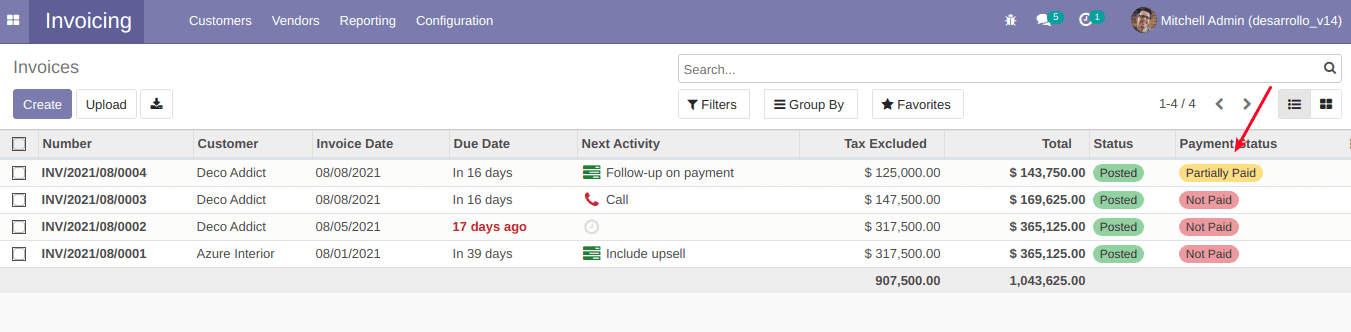 Invoicing Customers Vendors Reporting Configuration 5 1 Mitchell Admin (desarrollo_v14)
Invoices Search...
Create Upload Filters Group By Favorites 1-4 / 4
Number Customer Invoice Date Due Date Next Activity Tax Excluded Total Status Payment Status
INV/2021/08/0004 Deco Addict 08/08/2021 In 16 days Follow-up on payment $ 125,000.00 $ 143,750.00 Posted Partially Paid
INV/2021/08/0003 Deco Addict 08/08/2021 In 16 days Call $ 147,500.00 $ 169,625.00 Posted Not Paid
INV/2021/08/0002 Deco Addict 08/05/2021 17 days ago $ 317,500.00 $ 365,125.00 Posted Not Paid
INV/2021/08/0001 Azure Interior 08/01/2021 In 39 days Include upsell $ 317,500.00 $ 365,125.00 Posted Not Paid
907,500.00 1,043,625.00